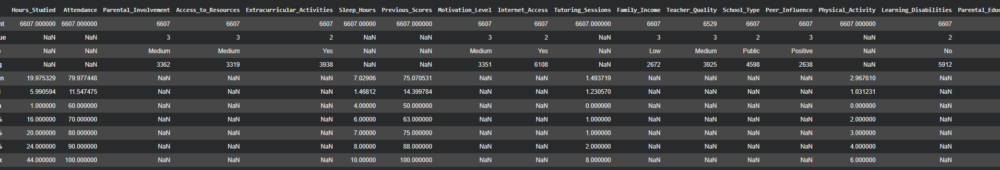 Hours_Studied Attendance Parental_Involvement Access_to_Resources Extracurricular_Activities Sleep_Hours Previous_Scores Motivation_Level Internet_Access Tutoring_Sessions Family_Income Teacher_Quality School_Type Peer_Influence Physical_Activity Learning_Disabilities Parental_Educ
nt 6607.000000 6607.000000 6607 6607 6607 6607.00000 6607.000000 6607 6607 6607.000000 6607 6529 6607 6607 6607.000000 6607
ue NaN NaN 3 3 2 NaN NaN 3 2 NaN 3 3 2 3 NaN 2
NaN NaN Medium Medium Yes NaN NaN Medium Yes NaN Low Medium Public Positive NaN No
q NaN NaN 3362 3319 3938 NaN NaN 3351 6108 NaN 2672 3925 4598 2638 NaN 5912
n 19.975329 79.977448 NaN NaN NaN 7.02906 75.070531 NaN NaN 1.493719 NaN NaN NaN NaN 2.967610 NaN
5.990594 11.547475 NaN NaN NaN 1.46812 14.399784 NaN NaN 1.230570 NaN NaN NaN NaN 1.031231 NaN
1.000000 60.000000 NaN NaN NaN 4.00000 50.000000 NaN NaN 0.000000 NaN NaN NaN NaN 0.000000 NaN
% 16.000000 70.000000 NaN NaN NaN 6.00000 63.000000 NaN NaN 1.000000 NaN NaN NaN NaN 2.000000 NaN
% 20.000000 80.000000 NaN NaN NaN 7.00000 75.000000 NaN NaN 1.000000 NaN NaN NaN NaN 3.000000 NaN
% 24.000000 90.000000 NaN NaN NaN 8.00000 88.000000 NaN NaN 2.000000 NaN NaN NaN NaN 4.000000 NaN
x 44.000000 100.000000 NaN NaN NaN 10.00000 100.000000 NaN NaN 8.000000 NaN NaN NaN NaN 6.000000 NaN